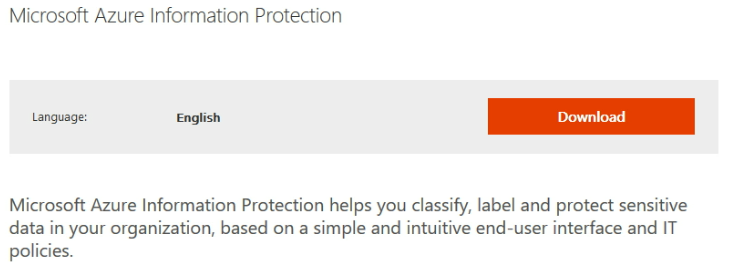 Microsoft Azure Information Protection
Language: English Download
Microsoft Azure Information Protection helps you classify, label and protect sensitive
data in your organization, based on a simple and intuitive end-user interface and IT
policies.